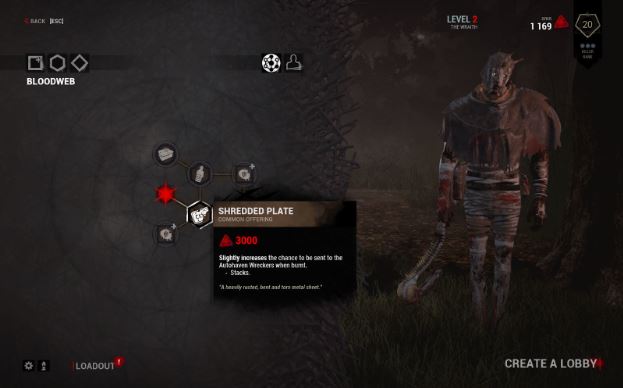 BACK [ESC]
LEVEL 2
THE WRAITH
1 169
20
BLOODWEB
SHREDDED PLATE
COMMON OFFERING
3000
Slightly increases the chance to be sent to the
Autohaven Wreckers when burnt.
- Stacks.
"A heavily rusted, bent and torn metal sheet."
LOADOUT
!
CREATE A LOBBY